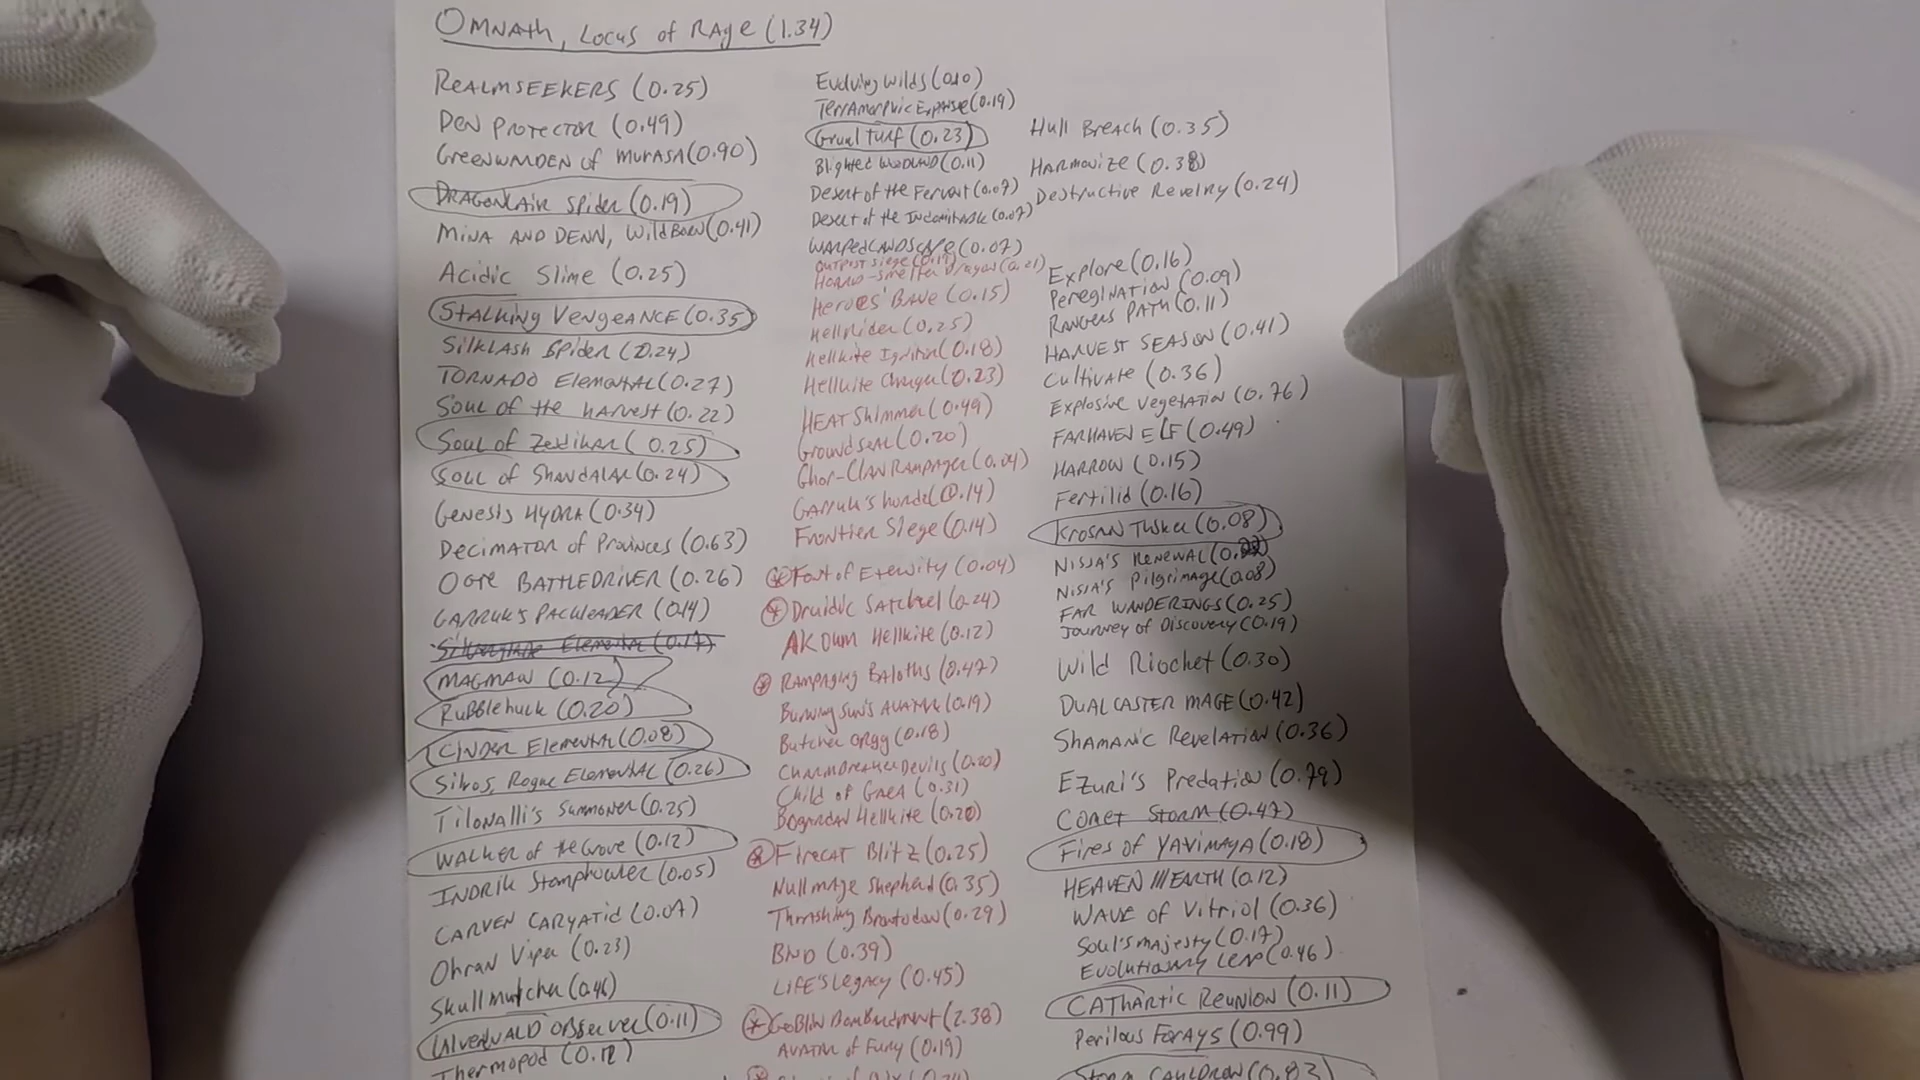 OMNATH, LOCUS of RAGE (1.34)
REALMSEEKERS (0.25)
DEN PROTECTOR (0.49)
GREENWARDEN of MURASA (0.90)
DRAGONLAIR SPIDER (0.19)
MINA AND DENN, WILDBORN (0.41)
Acidic Slime (0.25)
STALKING VENGEANCE (0.35)
SILKLASH SPIDER (0.24)
TORNADO ELEMENTAL (0.27)
SOUL OF the HARVEST (0.22)
SOUL of Zendikar (0.25)
SOUL of SHANDALAR (0.24)
GENESIS HYDRA (0.34)
DECIMATOR of Provinces (0.63)
OGRE BATTLEDRIVER (0.26)
GARRUK'S PACKLEADER (0.14)
MAGMAW (0.12)
Rubblehulk (0.20)
CINDER Elemental (0.08)
Silvos, Rogue Elemental (0.26)
Tilonalli's Summoner (0.25)
WALKER of the Grove (0.12)
INDRIK Stomphowler (0.05)
CARVEN CARYATID (0.07)
Ohran Viper (0.23)
Skullmulcher (0.46)
Ulvenwald Observer (0.11)
Thermopod (0.12)
Evolving Wilds (0.10)
Terramorphic Expanse (0.19)
Gruul Turf (0.23)
Blighted Woodland (0.11)
Desert of the Fervent (0.07)
Desert of the Indomitable (0.07)
WARPED LANDSCAPE (0.07)
OUTPOST Siege (0.19)
HOARD-Smelter Dragon (0.21)
Heroes' BANE (0.15)
Hellrider (0.25)
Hellkite Igniter (0.18)
Hellkite Charger (0.23)
HEAT Shimmer (0.49)
Groundseal (0.20)
Ghor-CLAN RAMPAGER (0.04)
GARRUK'S horde (0.14)
FRONTIER Siege (0.14)
Font of Eternity (0.04)
Druidic SATCHEL (0.24)
AKOUM Hellkite (0.12)
RAMPAGING BALOTHS (0.47)
Burning Sun's AVATAR (0.19)
Butcher ORGG (0.18)
CHARMBREAKER Devils (0.20)
Child of GAEA (0.31)
Bogardan Hellkite (0.20)
FIRECAT BLITZ (0.25)
NULLMAGE Shepherd (0.35)
Thrashing Brontodon (0.29)
BIND (0.39)
LIFE'S LEGACY (0.45)
GOBLIN BOMBARDMENT (2.38)
AVATAR of Fury (0.19)
Hull Breach (0.35)
HARMONIZE (0.38)
Destructive Revelry (0.24)
Explore (0.16)
PEREGINATION (0.09)
RANGERS PATH (0.11)
HARVEST SEASON (0.41)
Cultivate (0.36)
Explosive Vegetation (0.76)
FARHAVEN ELF (0.49)
HARROW (0.15)
Fertilid (0.16)
KROSAN Tusker (0.08)
NISSA'S RENEWAL
NISSA'S Pilgrimage (0.08)
FAR WANDERINGS (0.25)
Journey of Discovery (0.19)
Wild Riochet (0.30)
DUALCASTER MAGE (0.42)
SHAMANIC Revelation (0.36)
EZURI'S Predation (0.79)
COMET STORM (0.47)
Fires of YAVIMAYA (0.18)
HEAVEN /// EARTH (0.12)
WAVE of Vitriol (0.36)
Soul's majesty (0.17)
EVOLUTIONARY LEAP (0.46)
CATHARTIC REUNION (0.11)
Perilous FORAYS (0.99)
STORM CAULDRON (0.83)